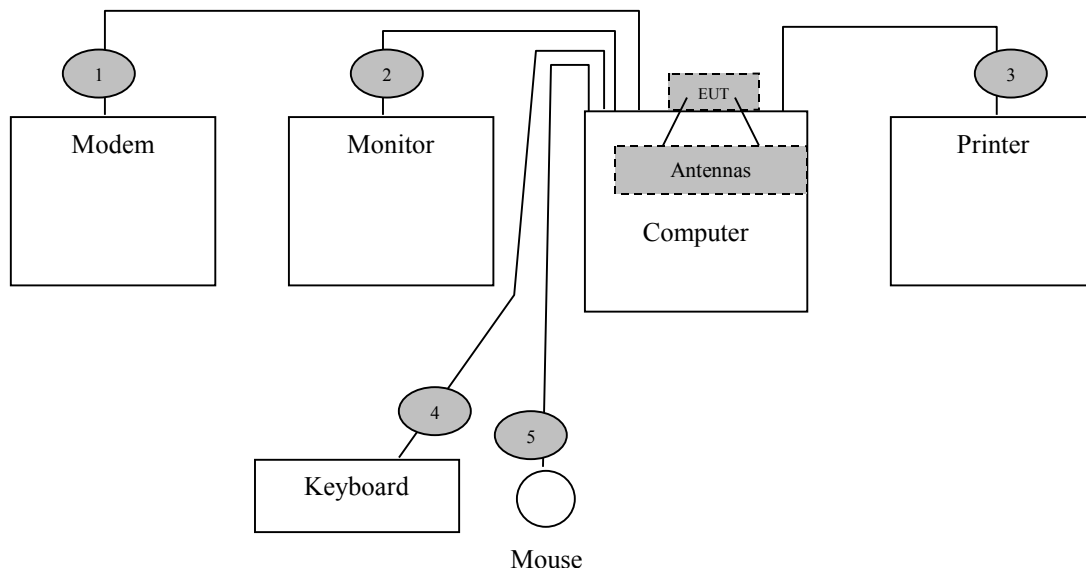 1
2
3
EUT
Modem
Monitor
Printer
Antennas
Computer
4
5
Keyboard
Mouse